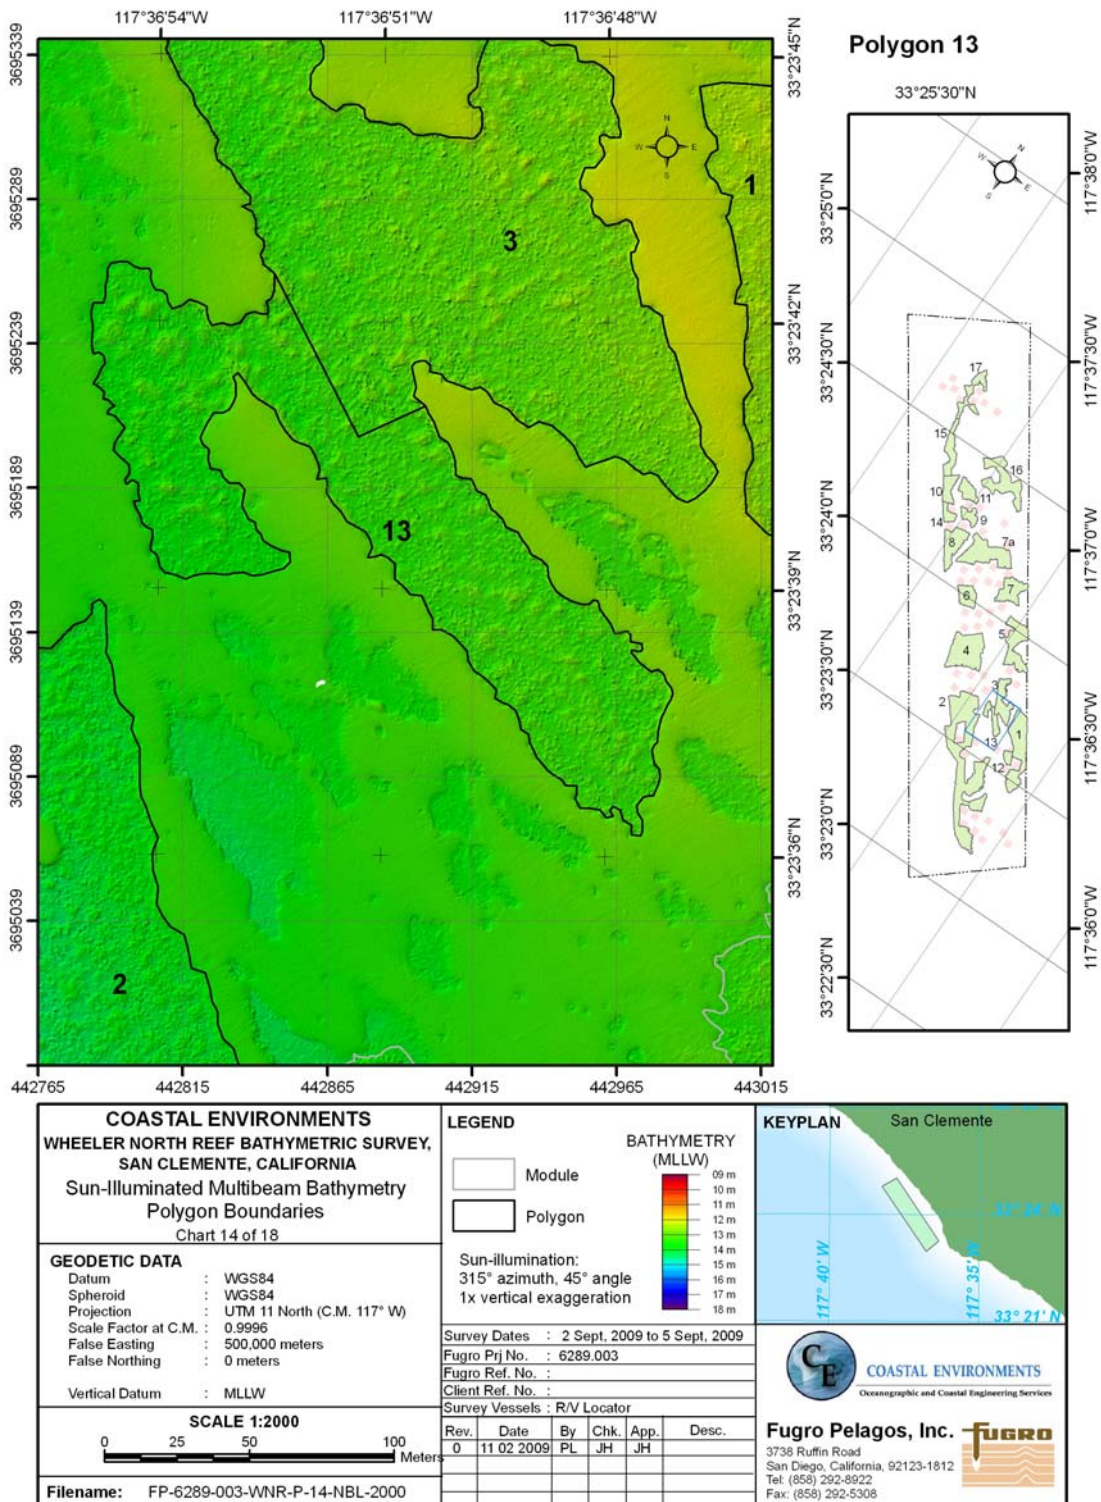 117°36'54"W 117°36'51"W 117°36'48"W
3695339
3695289
3695239
3695189
3695139
3695089
3695039
33°23'45"N
33°23'42"N
33°23'39"N
33°23'36"N
N
W E
S
1
3
13
2
442765 442815 442865 442915 442965 443015
Polygon 13
33°25'30"N
N
W E
S
33°25'0"N
33°24'30"N
33°24'0"N
33°23'30"N
33°23'0"N
33°22'30"N
117°38'0"W
117°37'30"W
117°37'0"W
117°36'30"W
117°36'0"W
17
15
16
10
11
14
9
8
7a
6
7
5
4
3
2
1
13
12
COASTAL ENVIRONMENTS
WHEELER NORTH REEF BATHYMETRIC SURVEY,
SAN CLEMENTE, CALIFORNIA
Sun-Illuminated Multibeam Bathymetry
Polygon Boundaries
Chart 14 of 18
GEODETIC DATA
Datum : WGS84
Spheroid : WGS84
Projection : UTM 11 North (C.M. 117° W)
Scale Factor at C.M. : 0.9996
False Easting : 500,000 meters
False Northing : 0 meters
Vertical Datum : MLLW
SCALE 1:2000
0 25 50 100
Meters
Filename: FP-6289-003-WNR-P-14-NBL-2000
LEGEND
Module
Polygon
Sun-illumination:
315° azimuth, 45° angle
1x vertical exaggeration
BATHYMETRY
(MLLW)
09 m
10 m
11 m
12 m
13 m
14 m
15 m
16 m
17 m
18 m
Survey Dates : 2 Sept, 2009 to 5 Sept, 2009
Fugro Prj No. : 6289.003
Fugro Ref. No. :
Client Ref. No. :
Survey Vessels : R/V Locator
Rev. Date By Chk. App. Desc.
0 11 02 2009 PL JH JH
KEYPLAN
San Clemente
33° 24' N
117° 40' W
117° 35' W
33° 21' N
CE
COASTAL ENVIRONMENTS
Oceanographic and Coastal Engineering Services
Fugro Pelagos, Inc.
3738 Ruffin Road
San Diego, California, 92123-1812
Tel: (858) 292-8922
Fax: (858) 292-5308
FUGRO